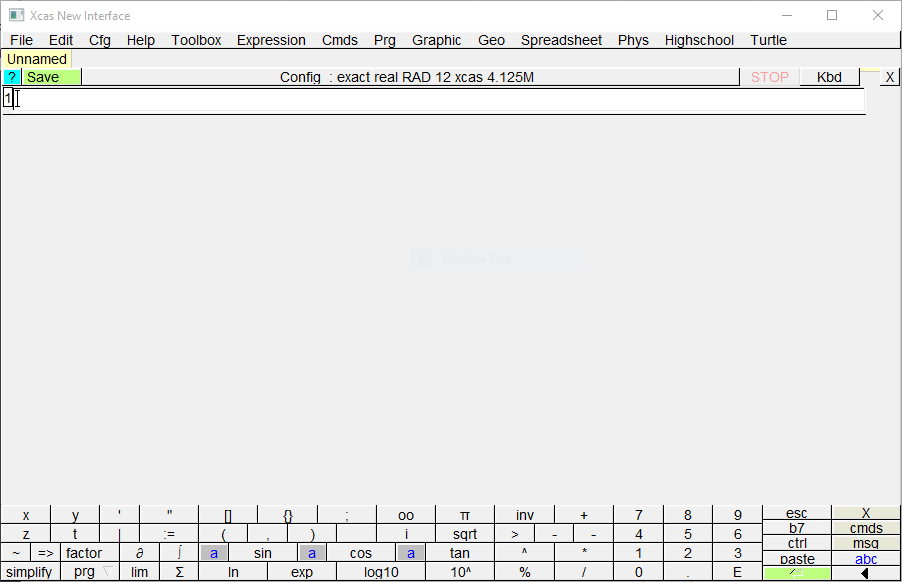 Xcas New Interface
File Edit Cfg Help Toolbox Expression Cmds Prg Graphic Geo Spreadsheet Phys Highschool Turtle
Unnamed
? Save Config : exact real RAD 12 xcas 4.125M STOP Kbd X
1
x y ' " [] {} ; oo π inv + 7 8 9 esc X
z t | := ( , ) i sqrt > - - 4 5 6 b7 cmds
~ => factor ∂ ∫ a sin a cos a tan ^ * 1 2 3 ctrl msg
simplify prg ▽ lim Σ ln exp log10 10^ % / 0 . E paste abc